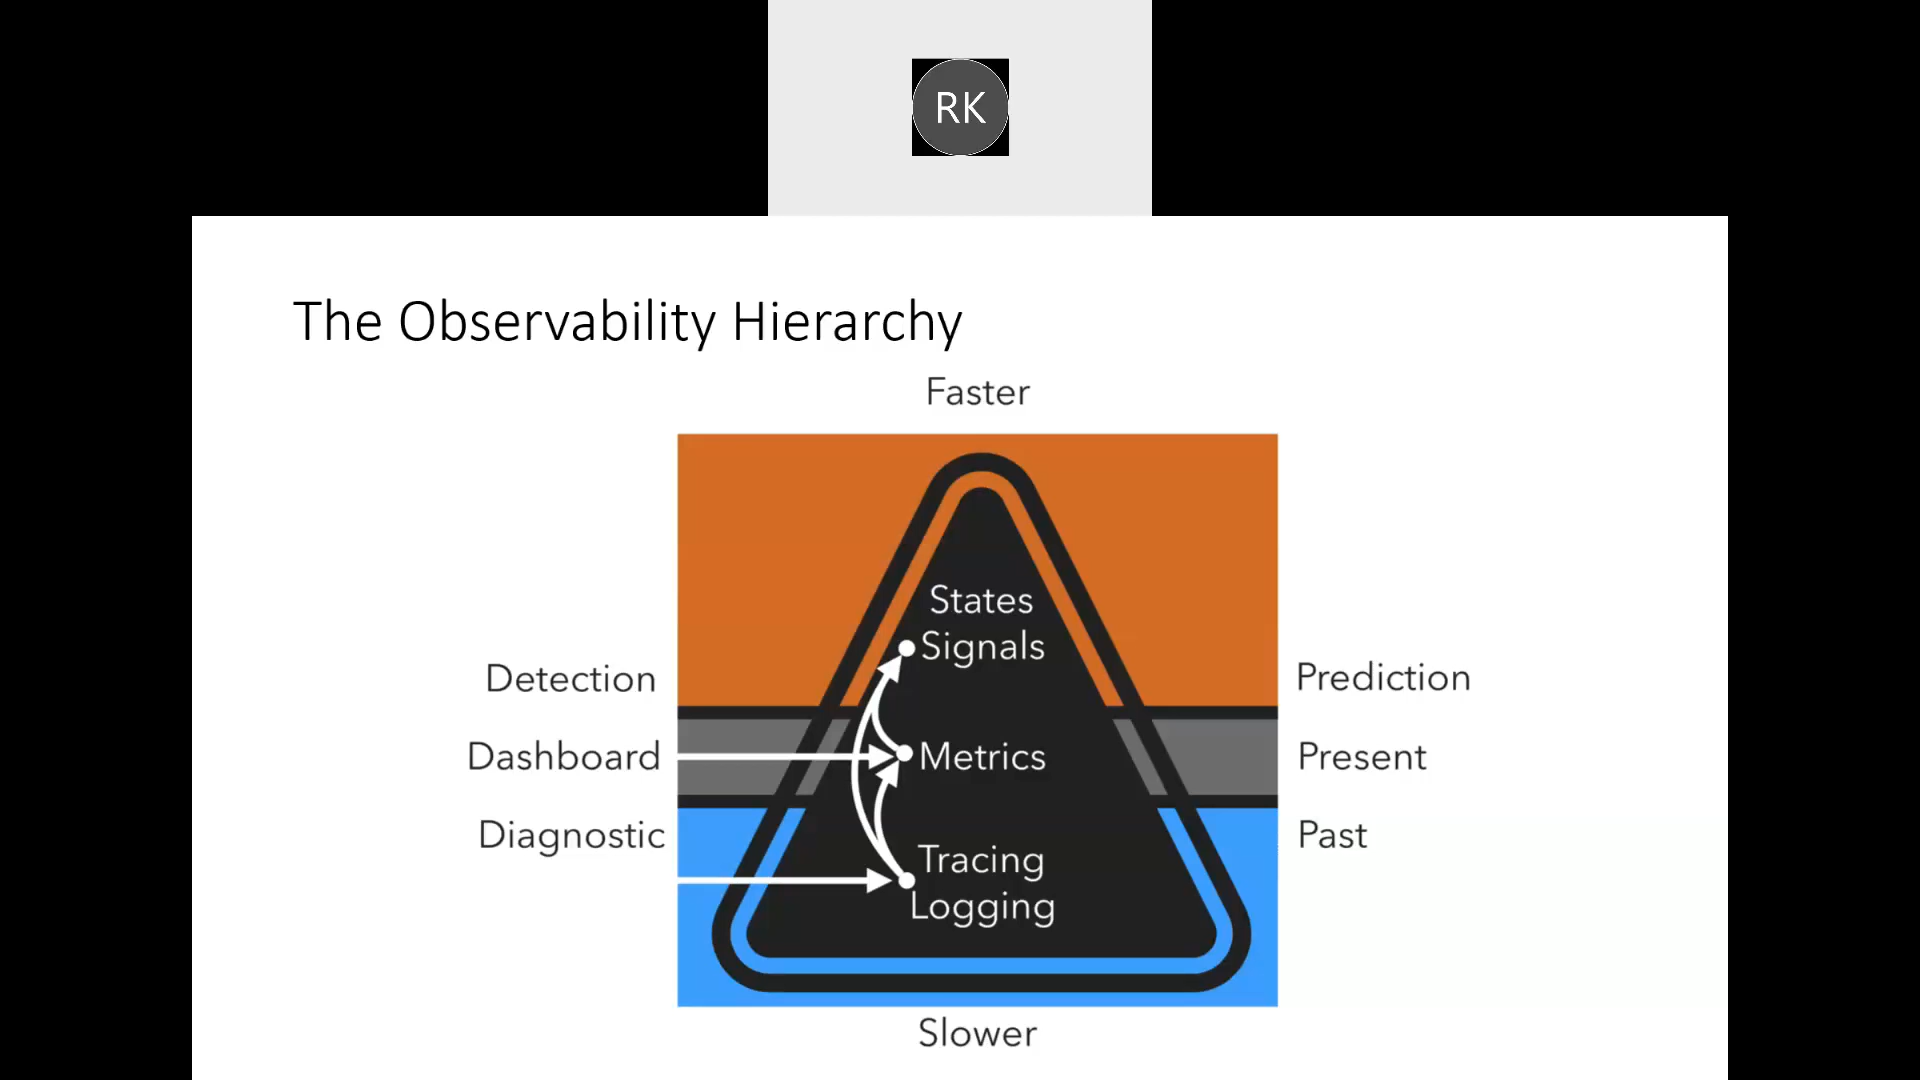 RK
The Observability Hierarchy
Faster
States
Signals
Detection
Prediction
Dashboard
Metrics
Present
Diagnostic
Past
Tracing
Logging
Slower